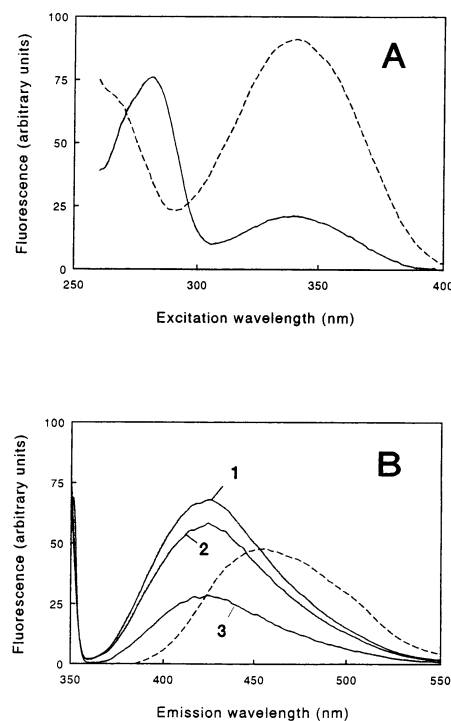 100
75
50
25
0
Fluorescence (arbitrary units)
A
250 300 350 400
Excitation wavelength (nm)
100
75
50
25
0
Fluorescence (arbitrary units)
B
1
2
3
350 400 450 500 550
Emission wavelength (nm)